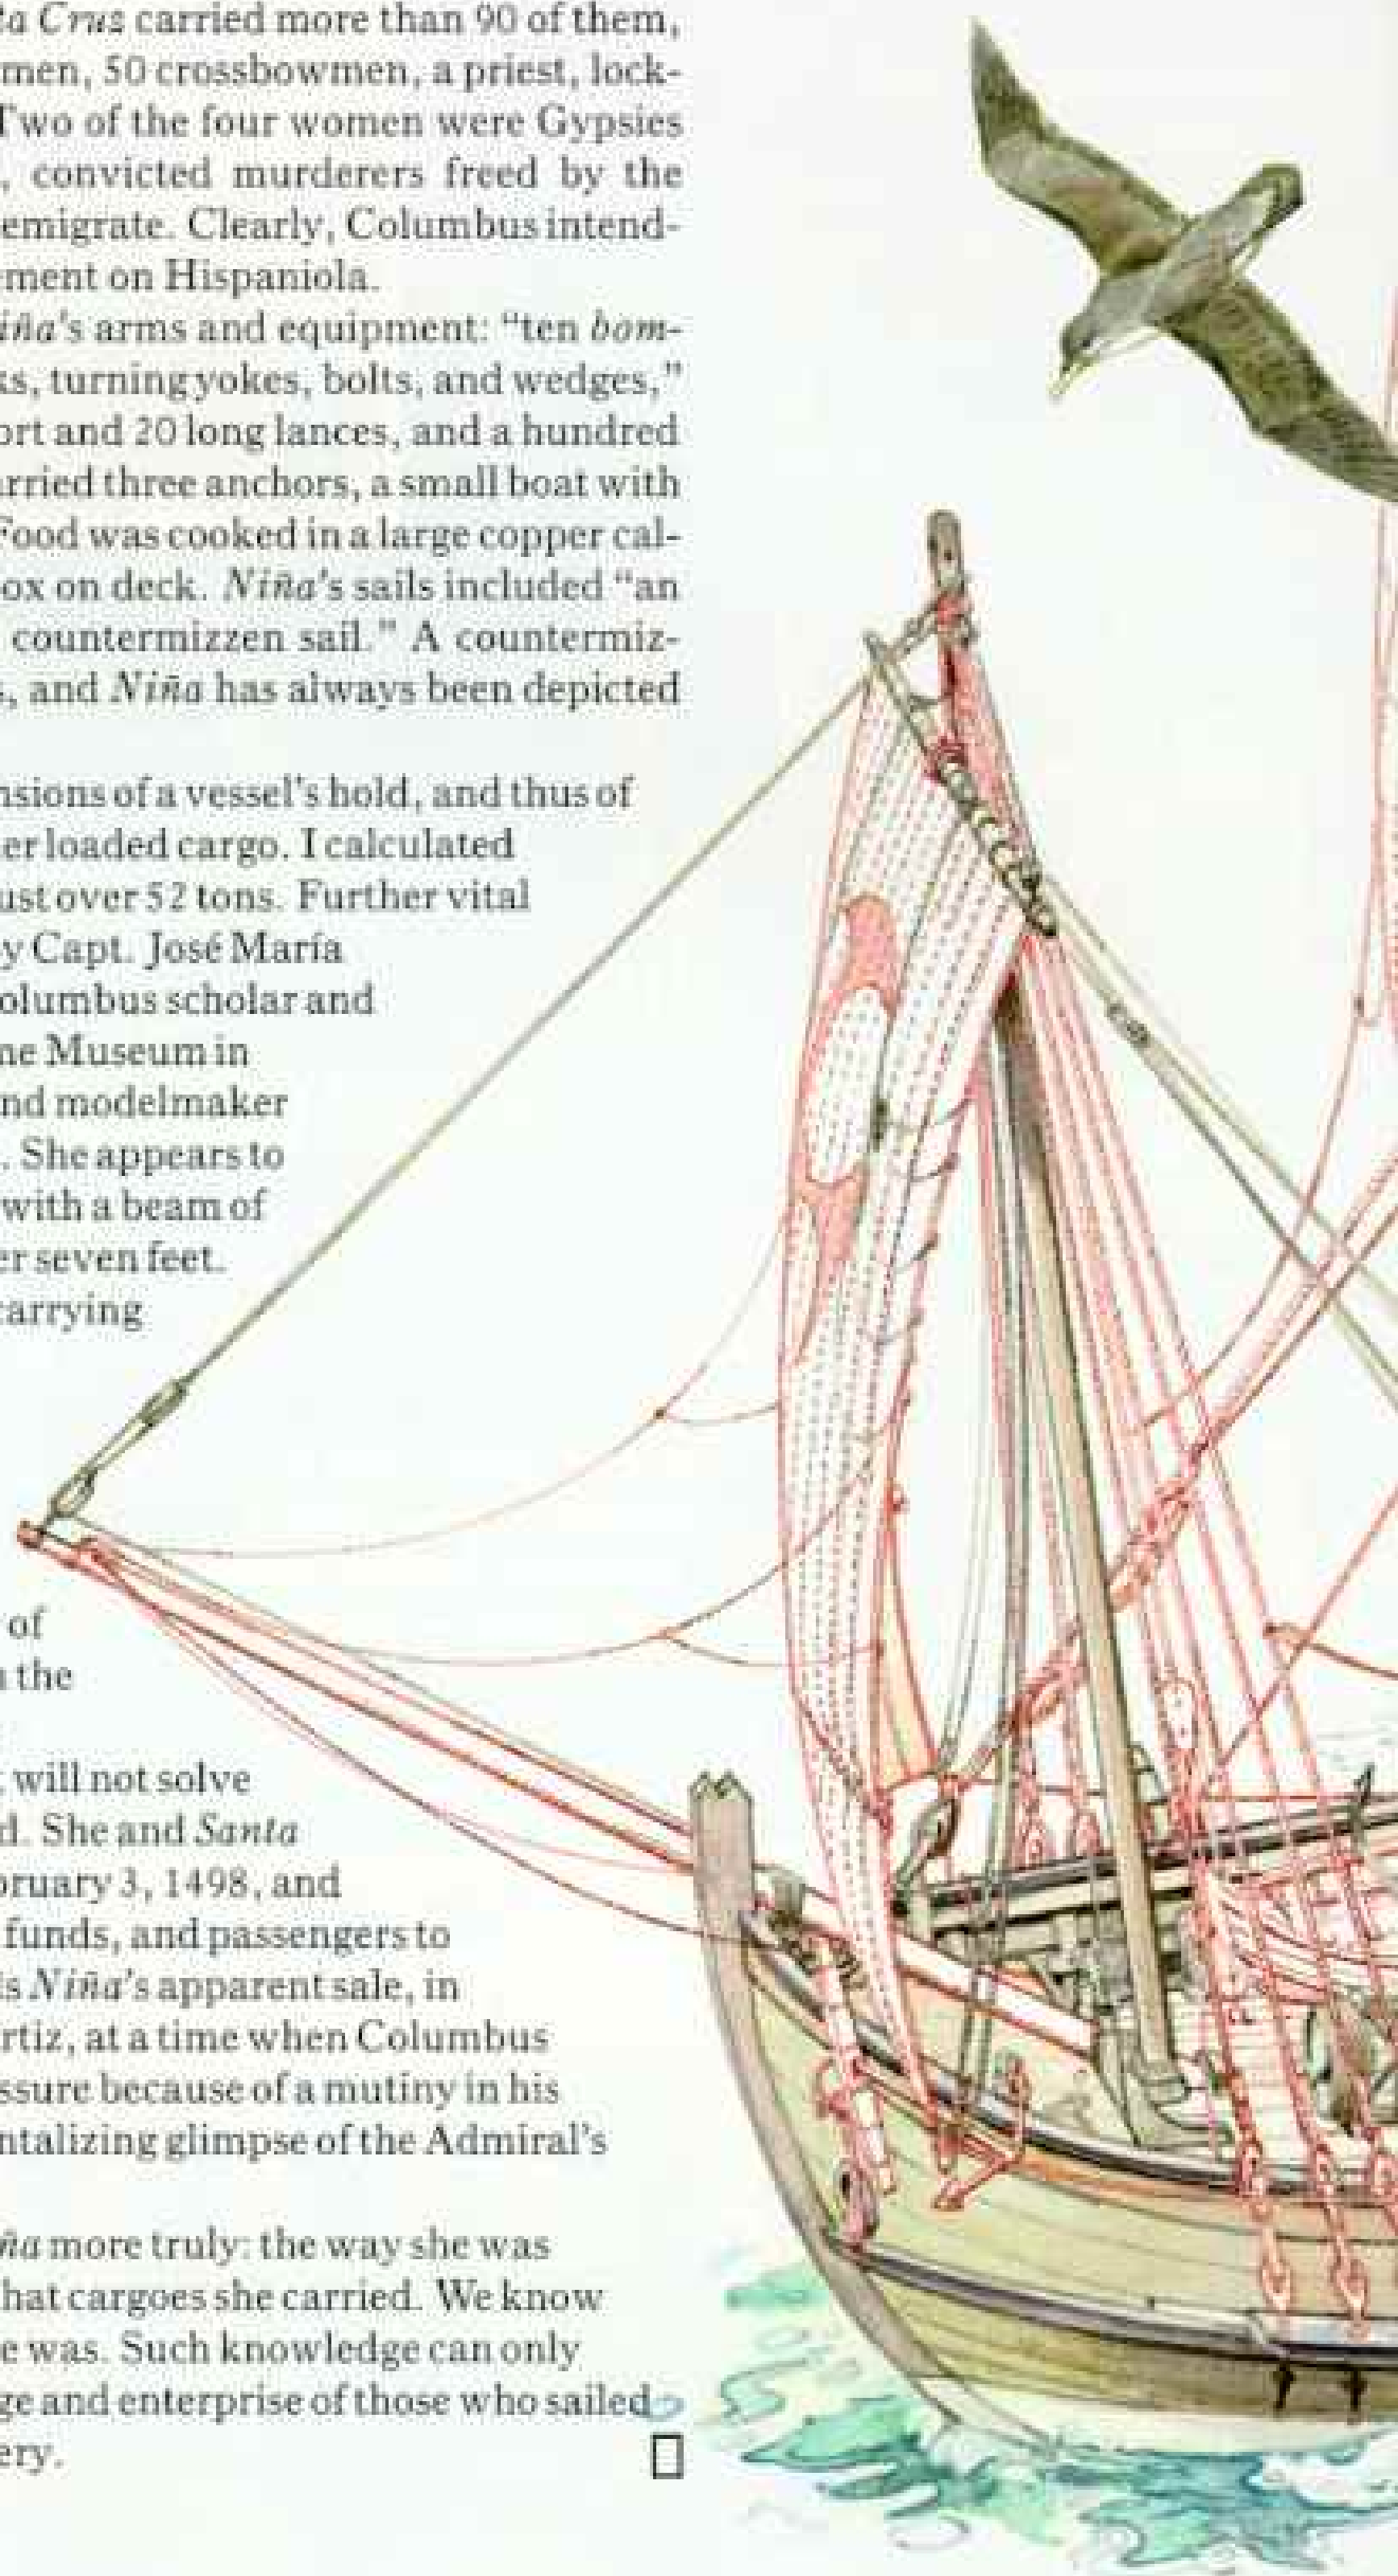 ta Crus carried more than 90 of them,
men, 50 crossbowmen, a priest, lock-
Two of the four women were Gypsies
, convicted murderers freed by the
emigrate. Clearly, Columbus intend-
ement on Hispaniola.
iña's arms and equipment: “ten bom-
ks, turning yokes, bolts, and wedges,”
ort and 20 long lances, and a hundred
arried three anchors, a small boat with
Food was cooked in a large copper cal-
ox on deck. Niña's sails included “an
countermizzen sail.” A countermiz-
s, and Niña has always been depicted
nsions of a vessel's hold, and thus of
er loaded cargo. I calculated
ust over 52 tons. Further vital
y Capt. José María
olumbus scholar and
ne Museum in
nd modelmaker
. She appears to
with a beam of
er seven feet.
carrying
of
n the
t will not solve
d. She and Santa
bruary 3, 1498, and
funds, and passengers to
is Niña's apparent sale, in
rtiz, at a time when Columbus
ssure because of a mutiny in his
ntalizing glimpse of the Admiral's
ña more truly: the way she was
hat cargoes she carried. We know
e was. Such knowledge can only
ge and enterprise of those who sailed
ery.